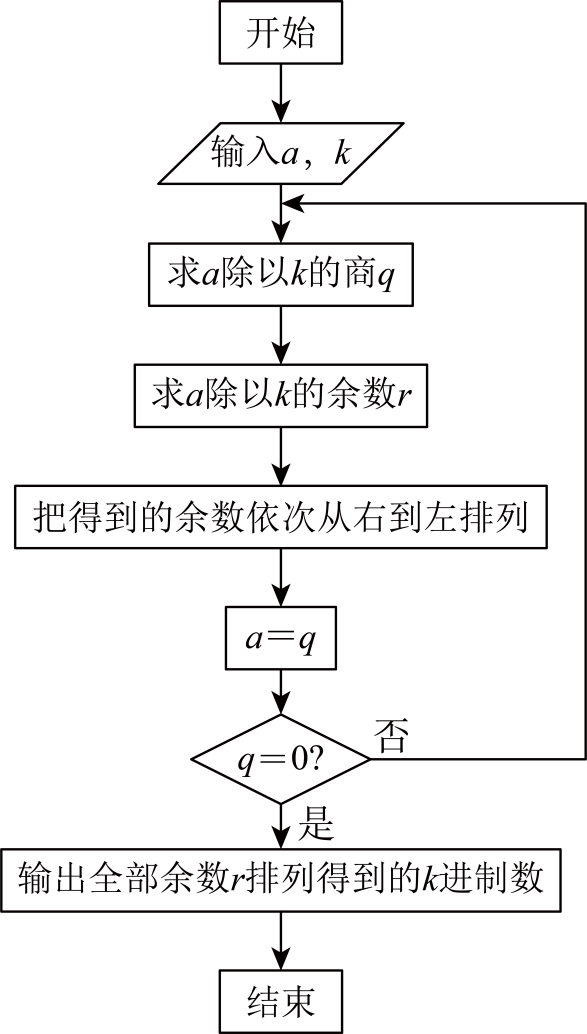 开始
输入a，k
求a除以k的商q
求a除以k的余数r
把得到的余数依次从右到左排列
a＝q
q＝0?
否
是
输出全部余数r排列得到的k进制数
结束